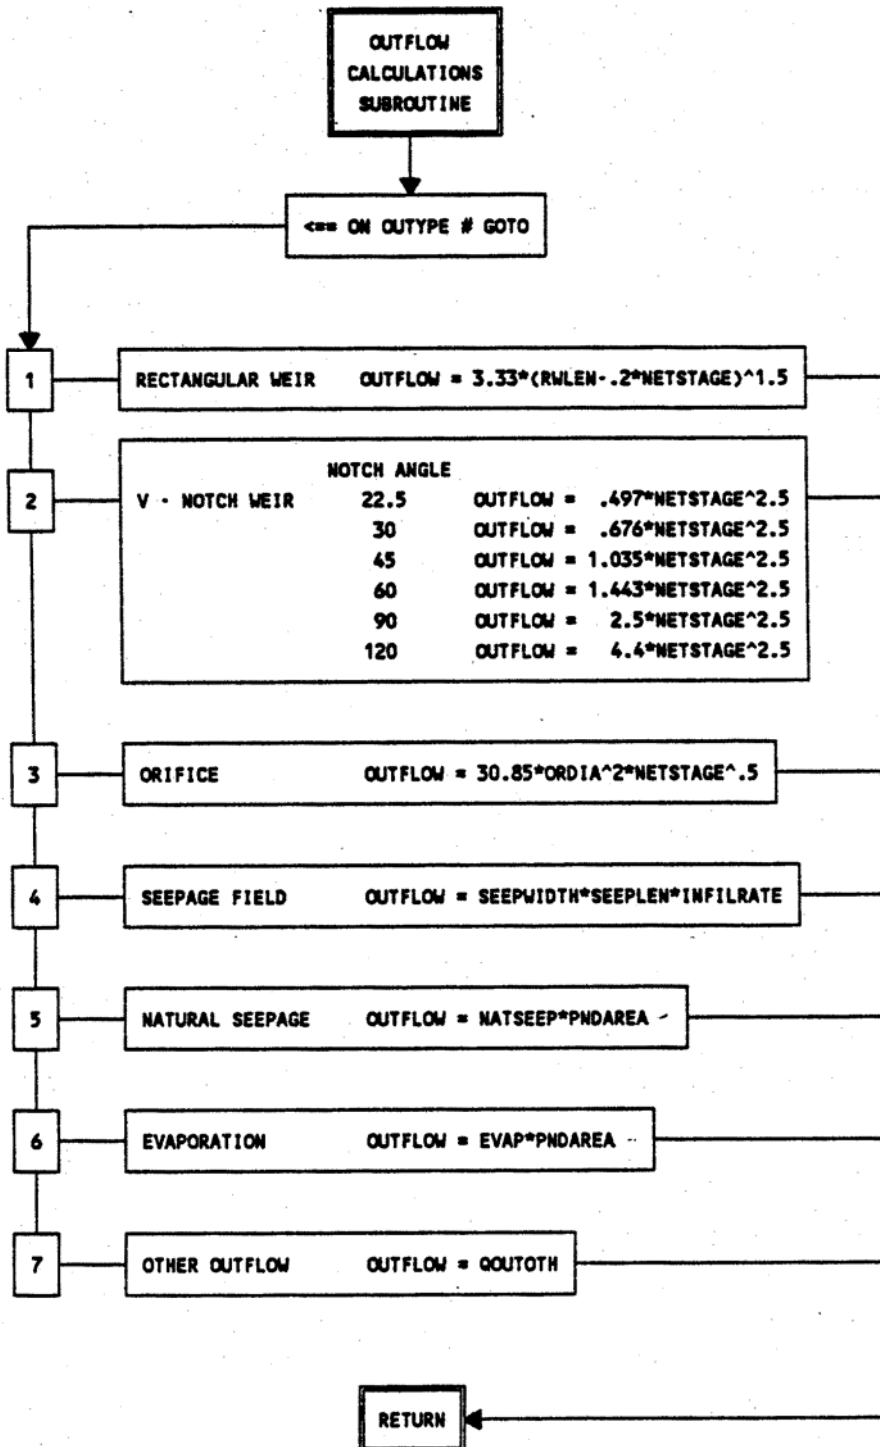 OUTFLOW
CALCULATIONS
SUBROUTINE
<== ON OUTYPE # GOTO
1 RECTANGULAR WEIR OUTFLOW = 3.33*(RWLEN-.2*NETSTAGE)^1.5
NOTCH ANGLE
2 V - NOTCH WEIR 22.5 OUTFLOW = .497*NETSTAGE^2.5
30 OUTFLOW = .676*NETSTAGE^2.5
45 OUTFLOW = 1.035*NETSTAGE^2.5
60 OUTFLOW = 1.443*NETSTAGE^2.5
90 OUTFLOW = 2.5*NETSTAGE^2.5
120 OUTFLOW = 4.4*NETSTAGE^2.5
3 ORIFICE OUTFLOW = 30.85*ORDIA^2*NETSTAGE^.5
4 SEEPAGE FIELD OUTFLOW = SEEPWIDTH*SEEPLEN*INFILRATE
5 NATURAL SEEPAGE OUTFLOW = NATSEEP*PNDAREA
6 EVAPORATION OUTFLOW = EVAP*PNDAREA
7 OTHER OUTFLOW OUTFLOW = QOUTOTH
RETURN